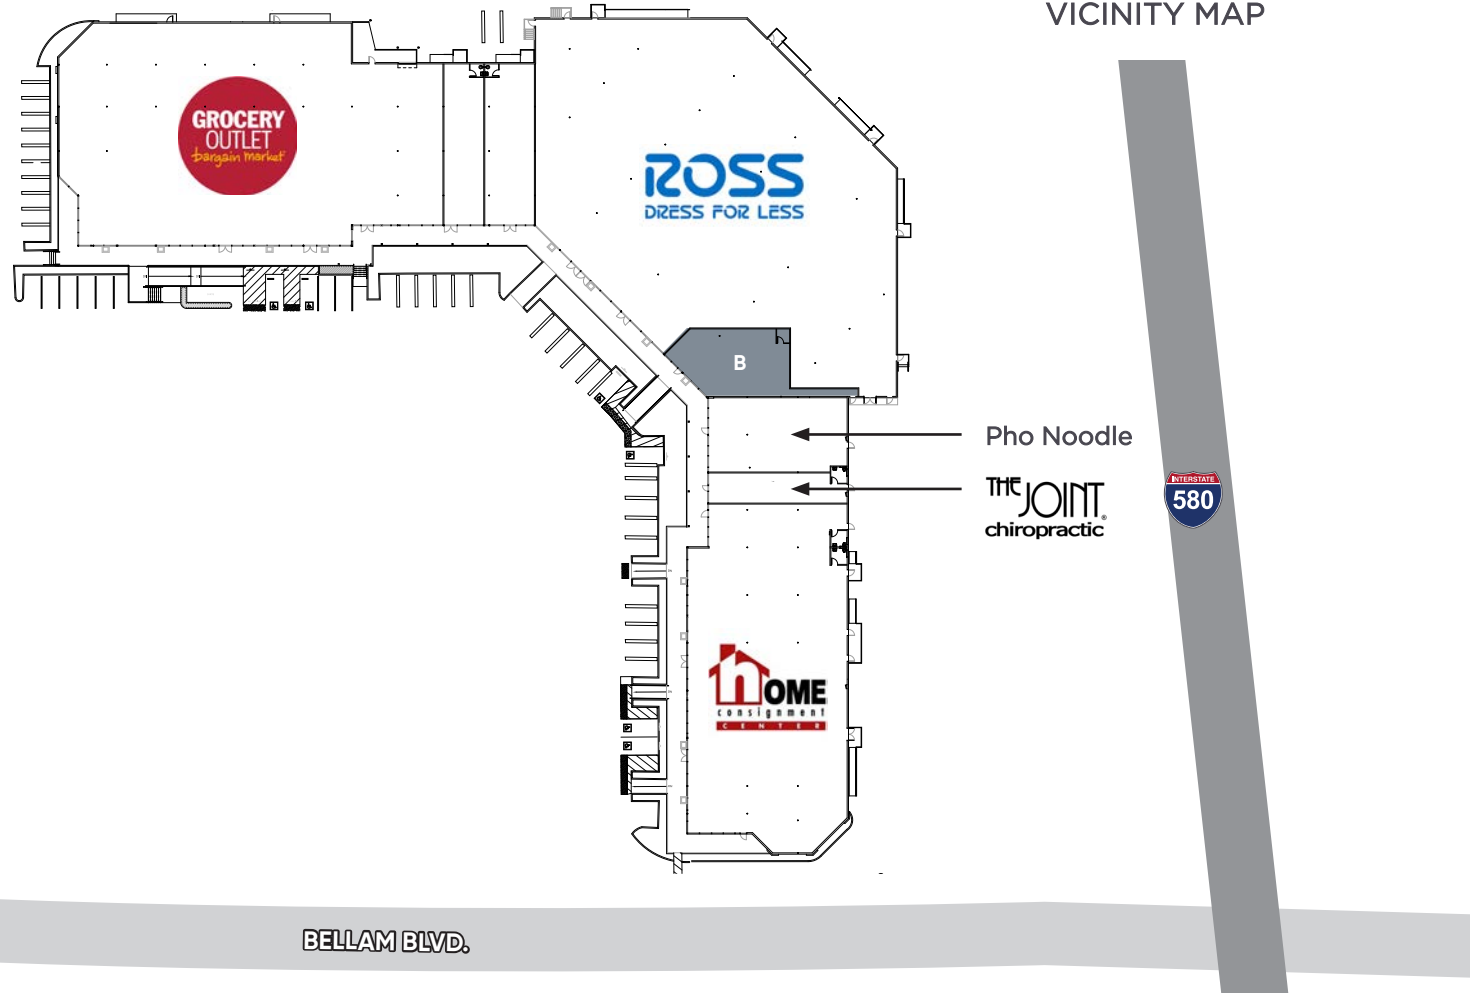 VICINITY MAP
GROCERY
OUTLET
bargain market
ROSS
DRESS FOR LESS
B
Pho Noodle
THE JOINT®
chiropractic
INTERSTATE
580
HOME
consignment
CENTER
BELLAM BLVD.